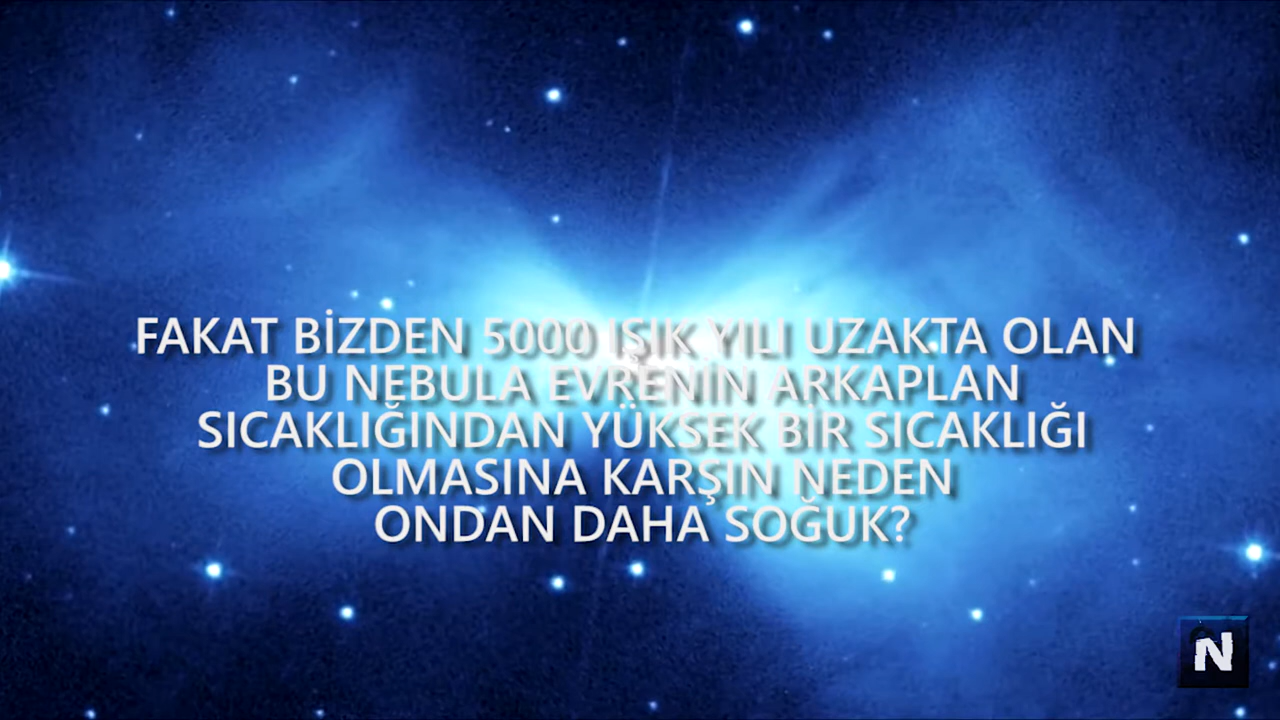 FAKAT BİZDEN 5000 IŞIK YILI UZAKTA OLAN
BU NEBULA EVRENİN ARKAPLAN
SICAKLIĞINDAN YÜKSEK BİR SICAKLIĞI
OLMASINA KARŞIN NEDEN
ONDAN DAHA SOĞUK?
N